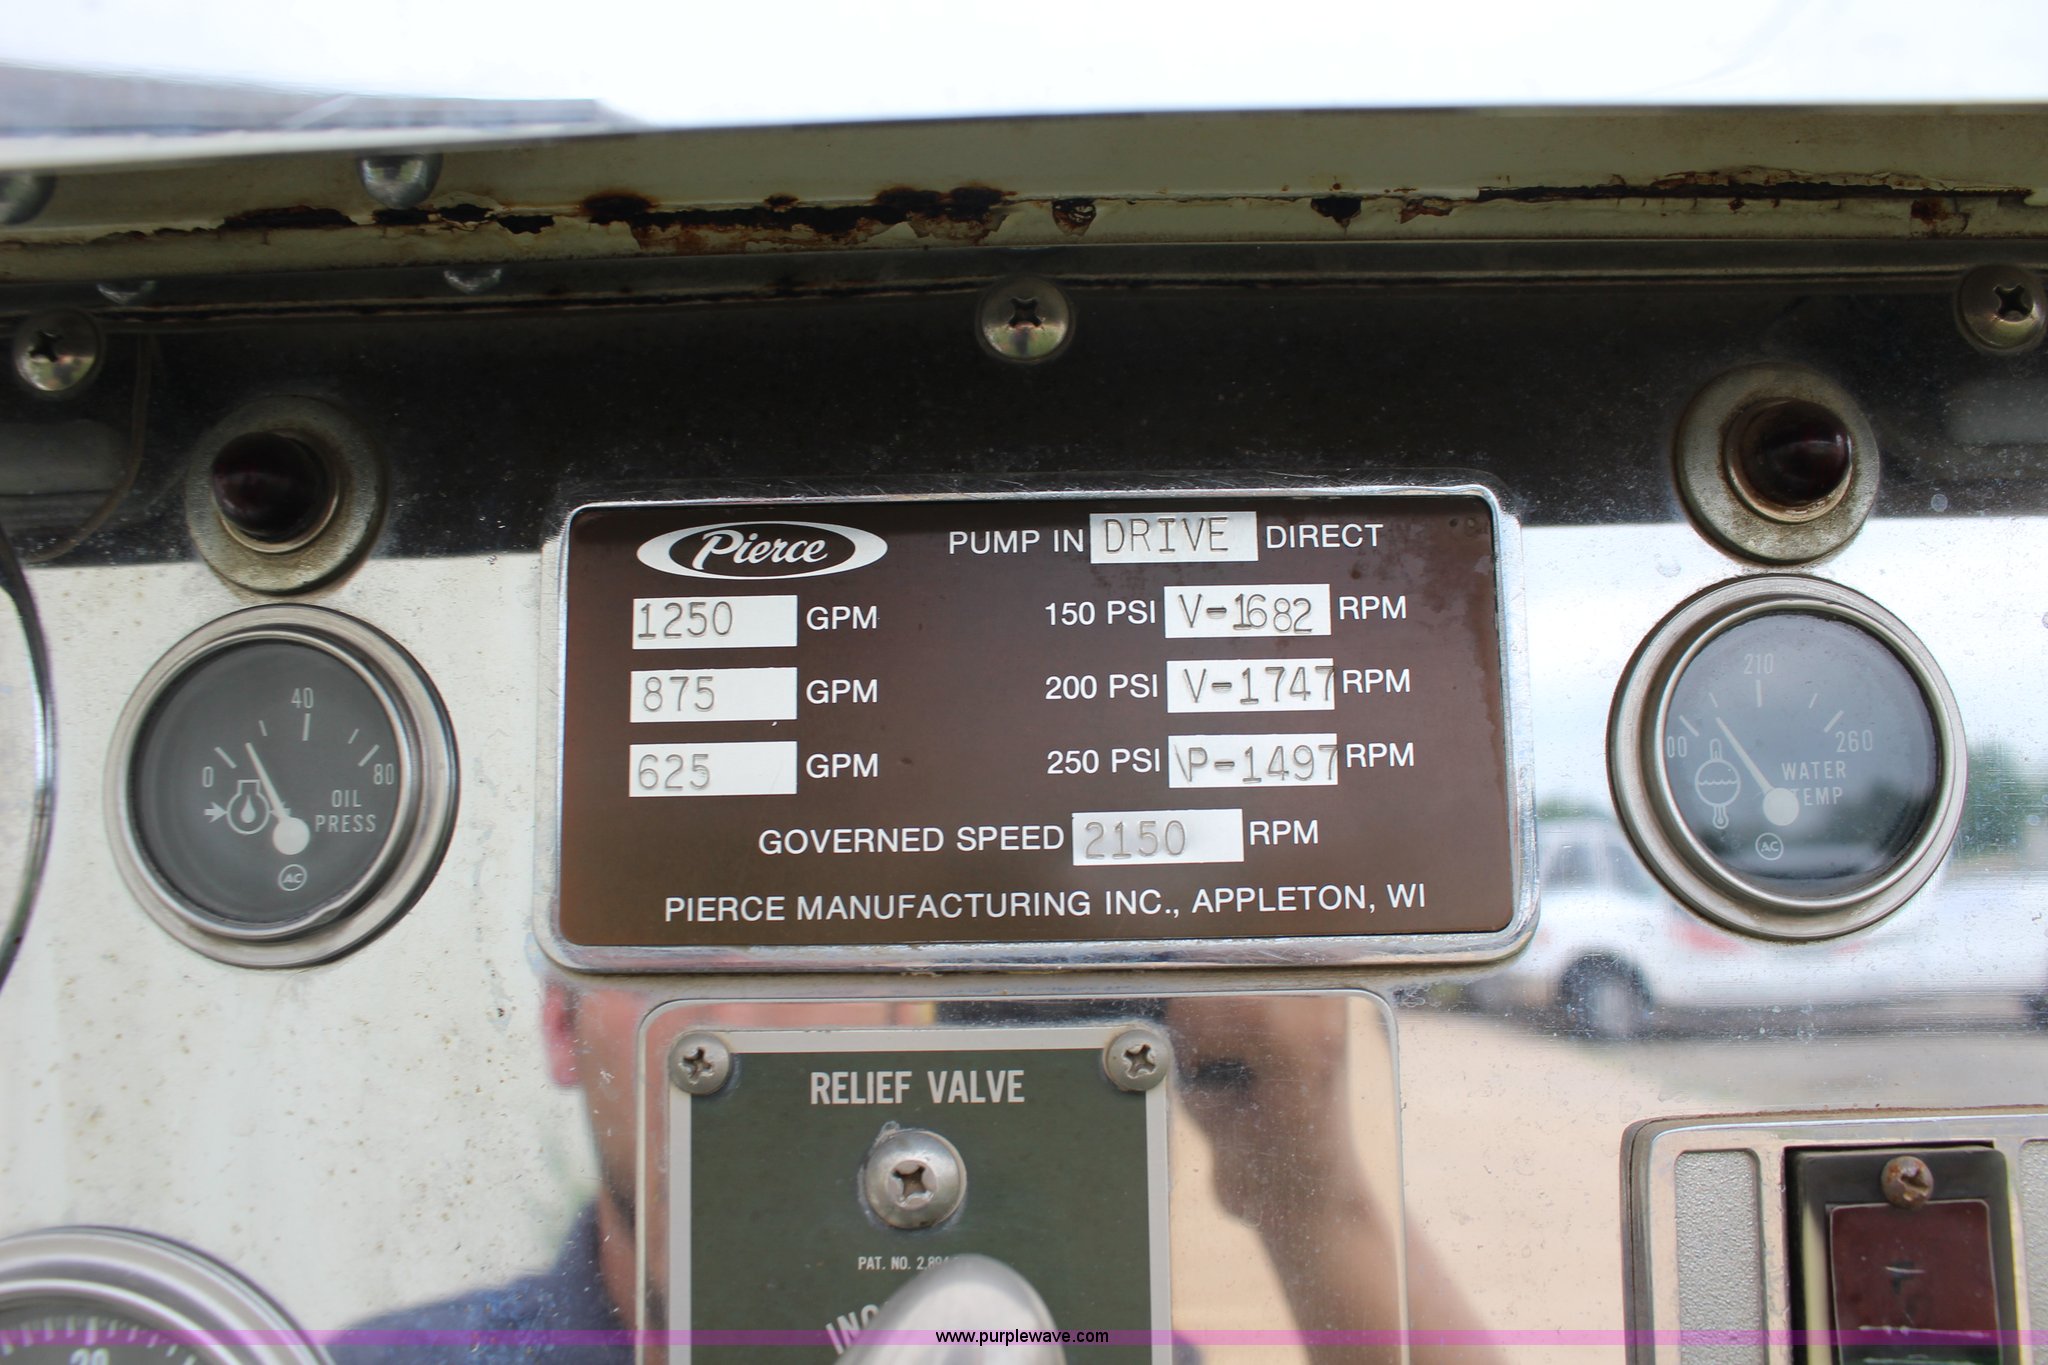 Pierce PUMP IN DRIVE DIRECT
1250 GPM 150 PSI V-1682 RPM
875 GPM 200 PSI V-1747 RPM
625 GPM 250 PSI P-1497 RPM
GOVERNED SPEED 2150 RPM
PIERCE MANUFACTURING INC., APPLETON, WI
0 40 80
OIL
PRESS
AC
210
260
WATER
TEMP
AC
RELIEF VALVE
PAT. NO.
www.purplewave.com